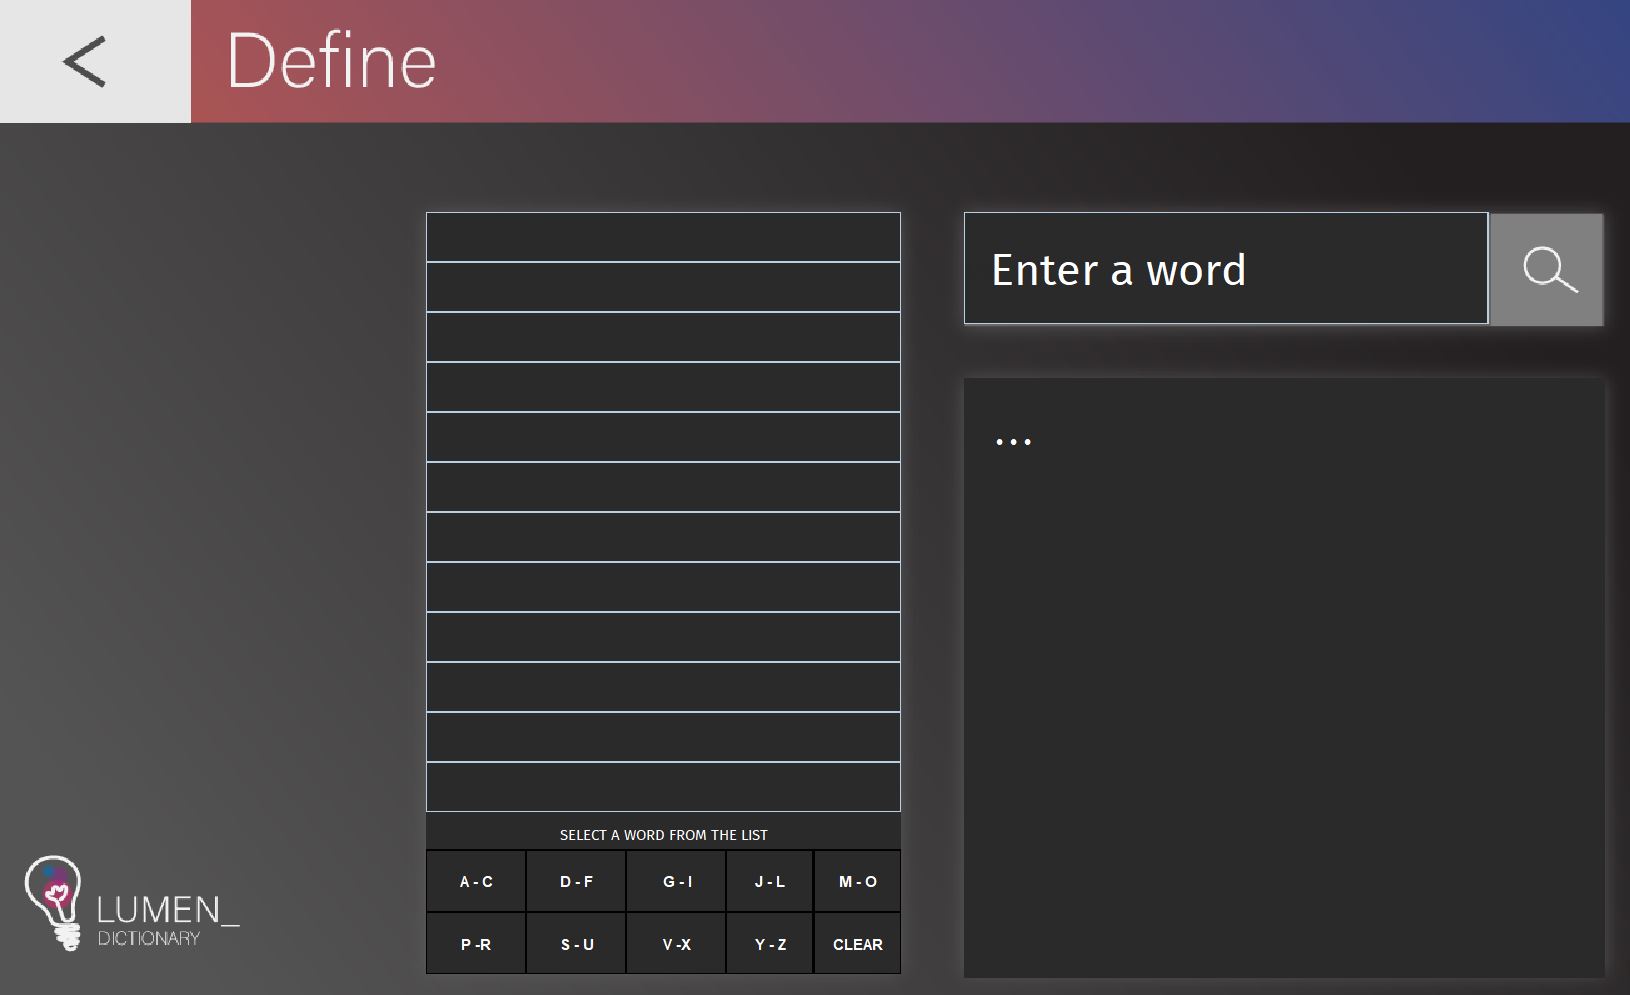 Define
Enter a word
...
SELECT A WORD FROM THE LIST
A - C
D - F
G - I
J - L
M - O
P -R
S - U
V -X
Y - Z
CLEAR
LUMEN_
DICTIONARY